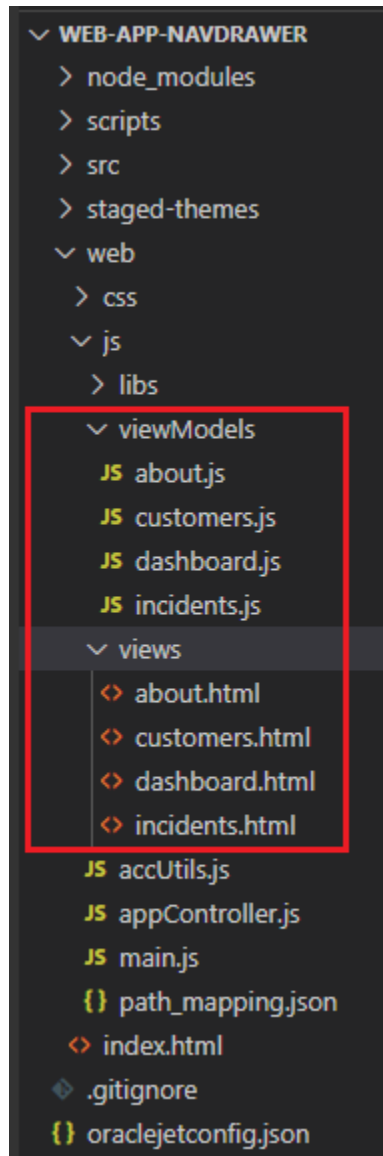 WEB-APP-NAVDRAWER
node_modules
scripts
src
staged-themes
web
css
js
libs
viewModels
JS about.js
JS customers.js
JS dashboard.js
JS incidents.js
views
<> about.html
<> customers.html
<> dashboard.html
<> incidents.html
JS accUtils.js
JS appController.js
JS main.js
{} path_mapping.json
<> index.html
.gitignore
{} oraclejetconfig.json